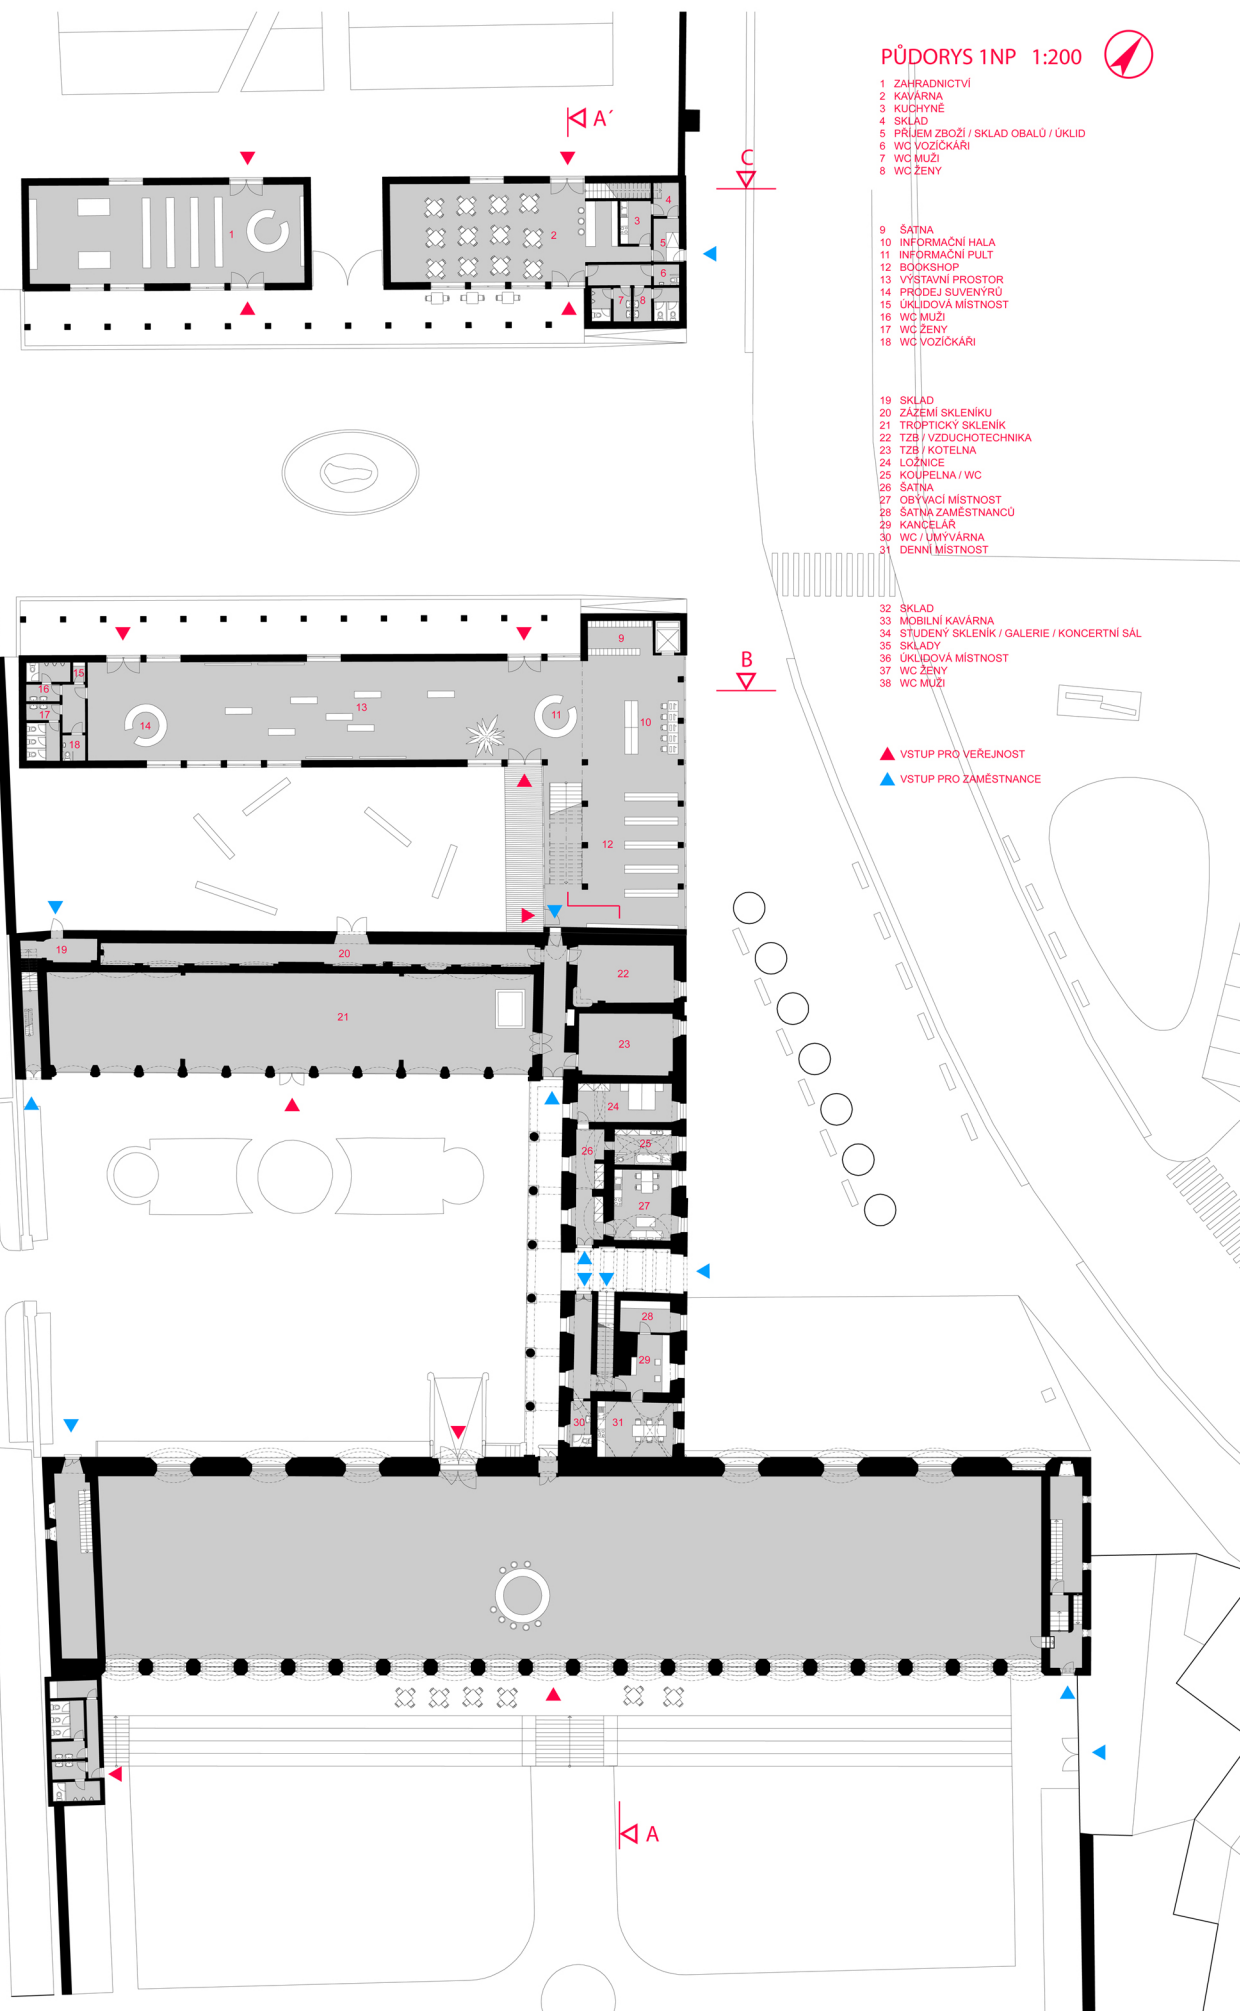 PŮDORYS 1NP 1:200
1 ZAHRADNICTVÍ
2 KAVÁRNA
3 KUCHYNĚ
4 SKLAD
5 PŘÍJEM ZBOŽÍ / SKLAD OBALŮ / ÚKLID
6 WC VOZÍČKÁŘI
7 WC MUŽI
8 WC ŽENY
9 ŠATNA
10 INFORMAČNÍ HALA
11 INFORMAČNÍ PULT
12 BOOKSHOP
13 VÝSTAVNÍ PROSTOR
14 PRODEJ SUVENÝRŮ
15 ÚKLIDOVÁ MÍSTNOST
16 WC MUŽI
17 WC ŽENY
18 WC VOZÍČKÁŘI
19 SKLAD
20 ZÁZEMÍ SKLENÍKU
21 TROPTICKÝ SKLENÍK
22 TZB / VZDUCHOTECHNIKA
23 TZB / KOTELNA
24 LOŽNICE
25 KOUPELNA / WC
26 ŠATNA
27 OBÝVACÍ MÍSTNOST
28 ŠATNA ZAMĚSTNANCŮ
29 KANCELÁŘ
30 WC / UMÝVÁRNA
31 DENNÍ MÍSTNOST
32 SKLAD
33 MOBILNÍ KAVÁRNA
34 STUDENÝ SKLENÍK / GALERIE / KONCERTNÍ SÁL
35 SKLADY
36 ÚKLIDOVÁ MÍSTNOST
37 WC ŽENY
38 WC MUŽI
VSTUP PRO VEŘEJNOST
VSTUP PRO ZAMĚSTNANCE
A´
C
1
2
3
4
5
6
7
8
9
B
10
11
12
13
14
15
16
17
18
19
20
21
22
23
24
25
26
27
28
29
30
31
A